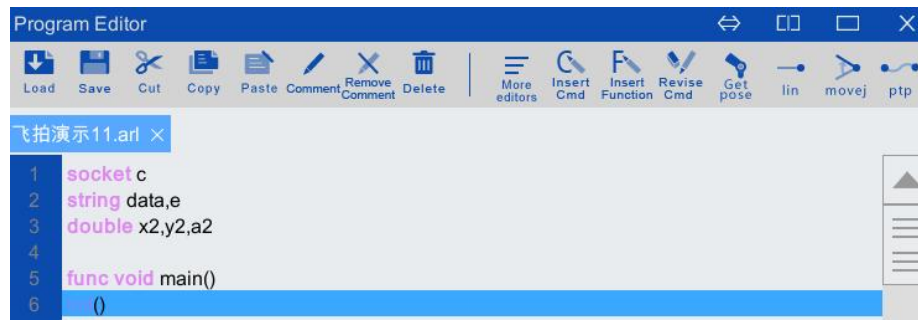 Program Editor
Load Save Cut Copy Paste Comment Remove Comment Delete More editors Insert Cmd Insert Function Revise Cmd Get pose lin movej ptp
飞拍演示11.arl ×
1 socket c
2 string data,e
3 double x2,y2,a2
4
5 func void main()
6 ()